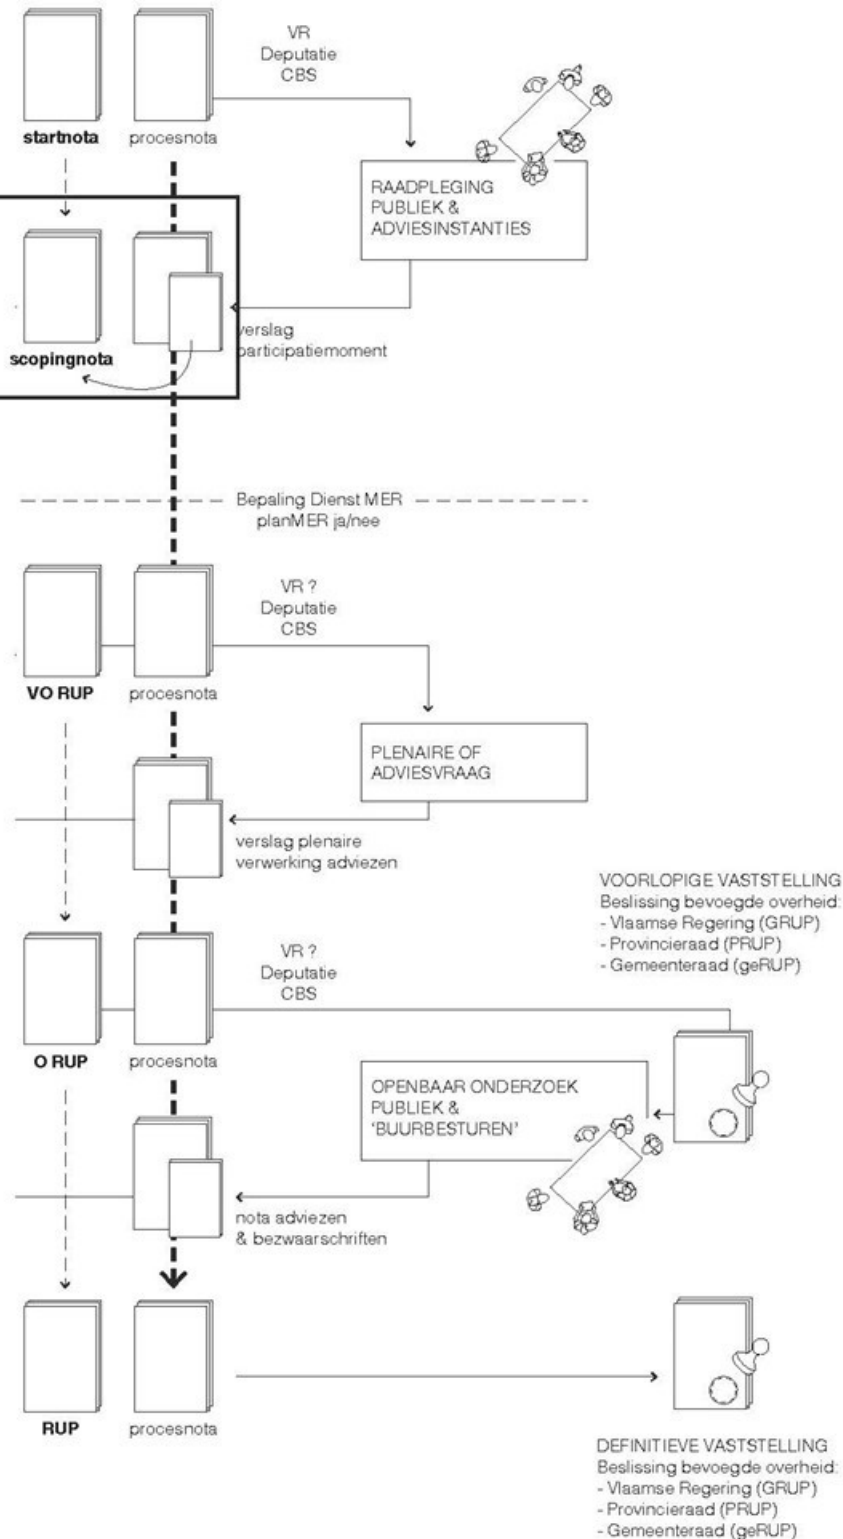 VR
Deputatie
CBS
startnota
procesnota
RAADPLEGING
PUBLIEK &
ADVIESINSTANTIES
scopingnota
verslag
participatiemoment
Bepaling Dienst MER
planMER ja/nee
VR ?
Deputatie
CBS
VO RUP
procesnota
PLENAIRE OF
ADVIESVRAAG
verslag plenaire
verwerking adviezen
VOORLOPIGE VASTSTELLING
Beslissing bevoegde overheid:
- Vlaamse Regering (GRUP)
- Provincieraad (PRUP)
- Gemeenteraad (geRUP)
VR ?
Deputatie
CBS
O RUP
procesnota
OPENBAAR ONDERZOEK
PUBLIEK &
'BUURBESTUREN'
nota adviezen
& bezwaarschriften
RUP
procesnota
DEFINITIEVE VASTSTELLING
Beslissing bevoegde overheid:
- Vlaamse Regering (GRUP)
- Provincieraad (PRUP)
- Gemeenteraad (geRUP)